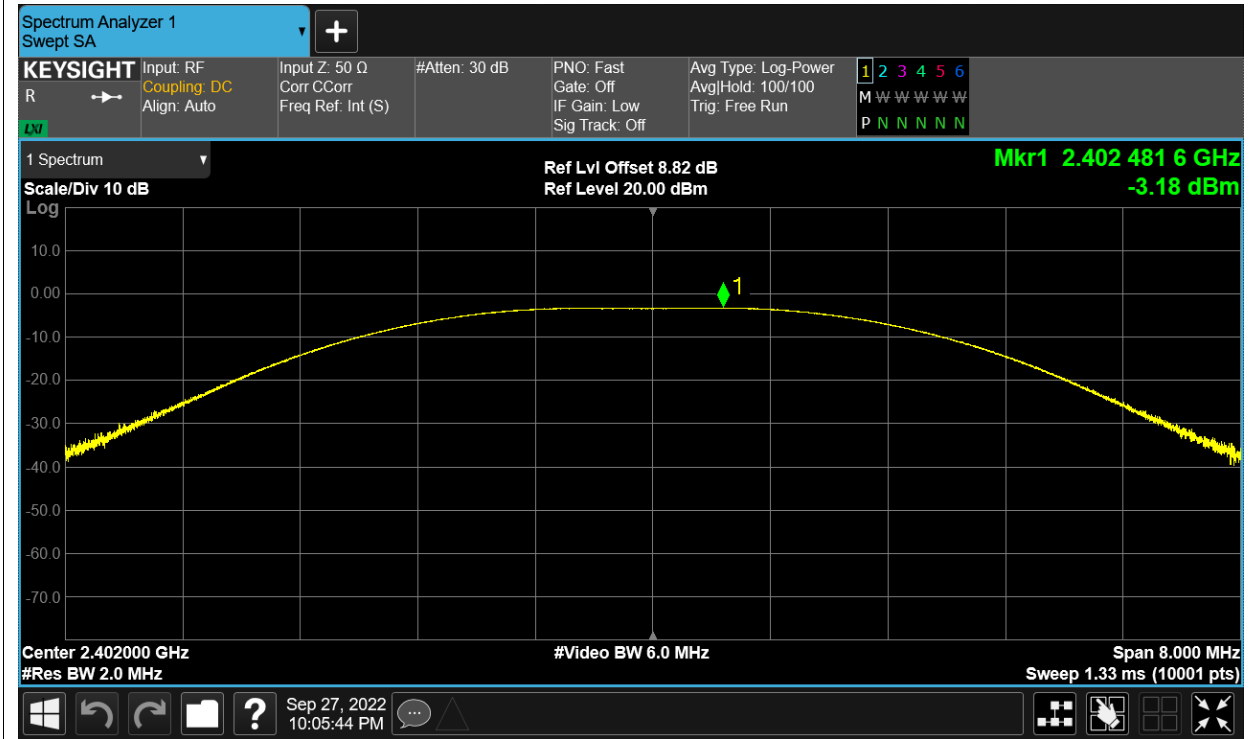 Spectrum Analyzer 1
Swept SA
KEYSIGHT
R
LXI
Input: RF
Coupling: DC
Align: Auto
Input Z: 50 Ω
Corr CCorr
Freq Ref: Int (S)
#Atten: 30 dB
PNO: Fast
Gate: Off
IF Gain: Low
Sig Track: Off
Avg Type: Log-Power
Avg|Hold: 100/100
Trig: Free Run
1 2 3 4 5 6
M W W W W W
P N N N N N
1 Spectrum
Scale/Div 10 dB
Log
Ref Lvl Offset 8.82 dB
Ref Level 20.00 dBm
Mkr1 2.402 481 6 GHz
-3.18 dBm
10.0
0.00
-10.0
-20.0
-30.0
-40.0
-50.0
-60.0
-70.0
1
Center 2.402000 GHz
#Res BW 2.0 MHz
#Video BW 6.0 MHz
Span 8.000 MHz
Sweep 1.33 ms (10001 pts)
?
Sep 27, 2022
10:05:44 PM